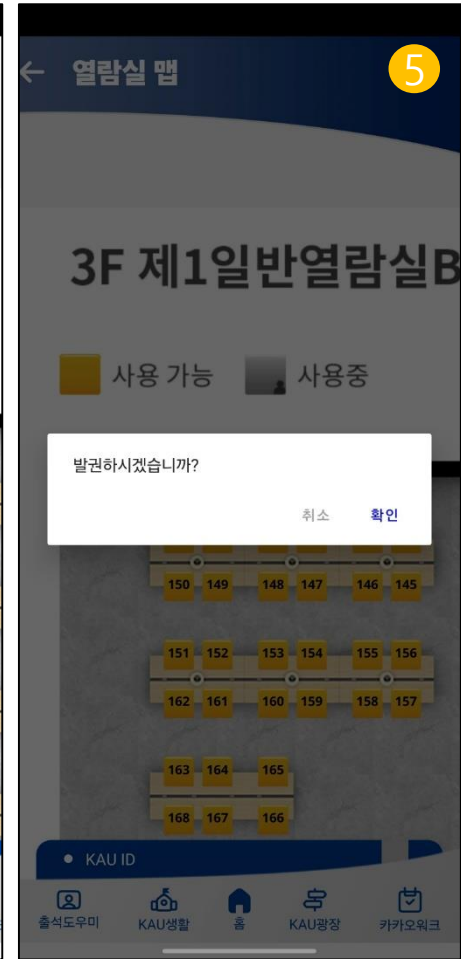 열람실 맵
5
3F 제1일반열람실B
사용 가능
사용중
발권하시겠습니까?
취소 확인
150 149 148 147 146 145
151 152 153 154 155 156
162 161 160 159 158 157
163 164 165
168 167 166
KAU ID
출석도우미 KAU생활 홈 KAU광장 카카오워크